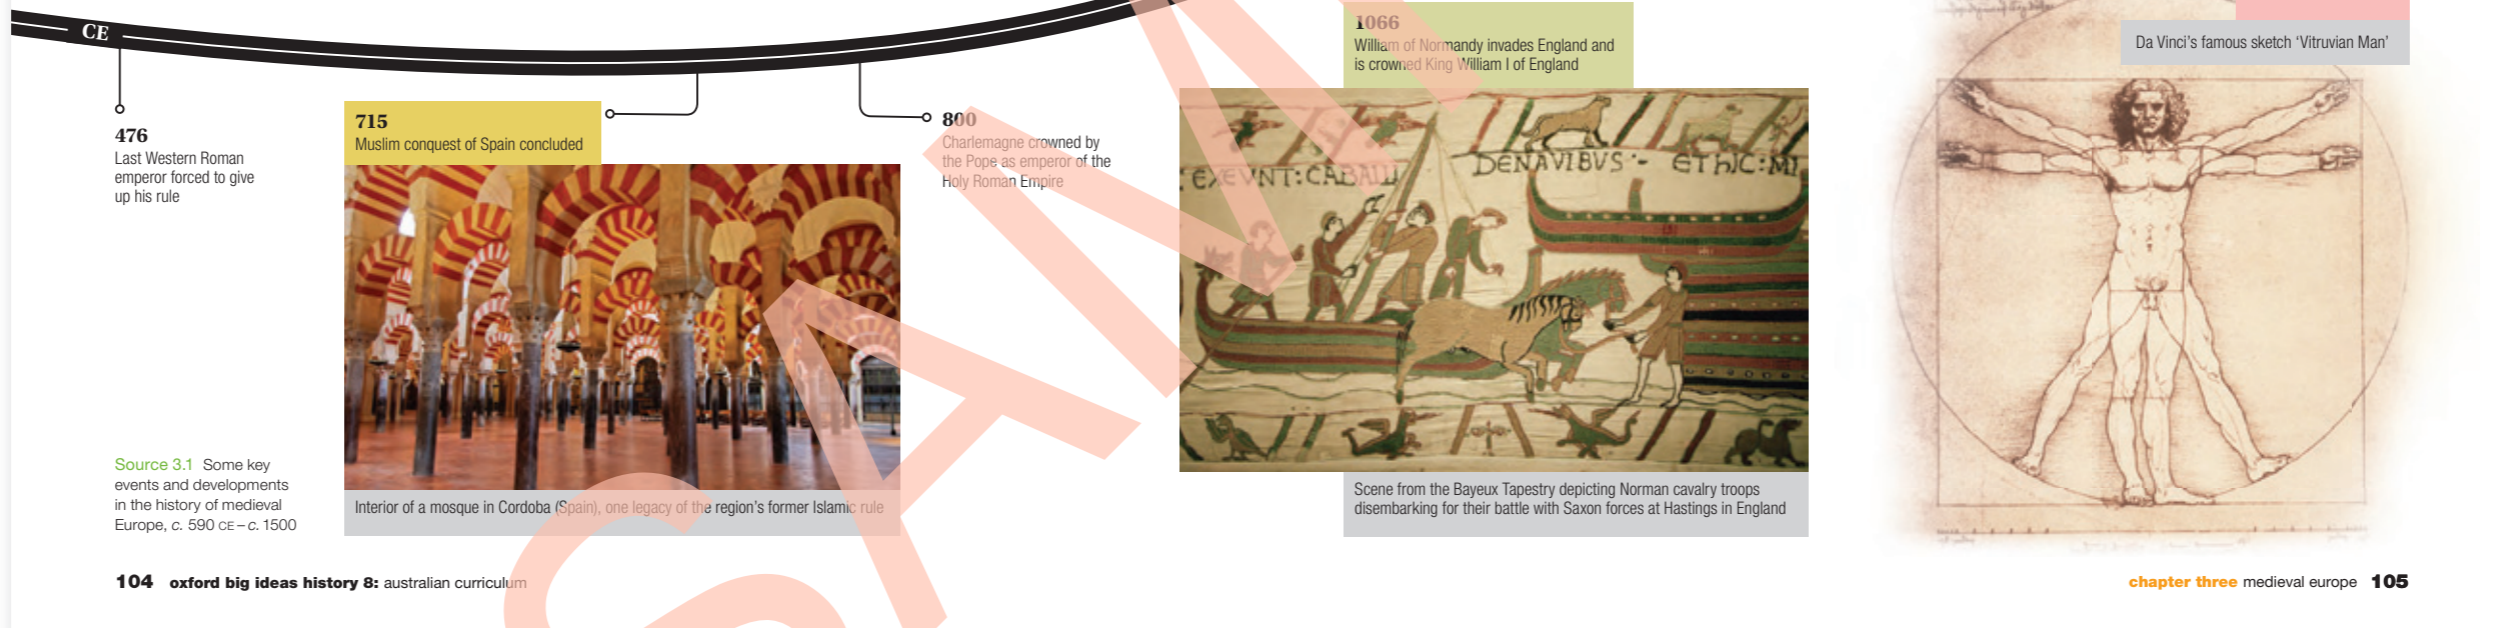 CE
476
Last Western Roman
emperor forced to give
up his rule
715
Muslim conquest of Spain concluded
Interior of a mosque in Cordoba (Spain), one legacy of the region's former Islamic rule
800
Charlemagne crowned by
the Pope as emperor of the
Holy Roman Empire
1066
William of Normandy invades England and
is crowned King William I of England
EXEVNT:CABALLI DENAVIBVS·- ETHIC:MI
Scene from the Bayeux Tapestry depicting Norman cavalry troops
disembarking for their battle with Saxon forces at Hastings in England
Da Vinci's famous sketch 'Vitruvian Man'
Source 3.1 Some key
events and developments
in the history of medieval
Europe, c. 590 CE – c. 1500
104 oxford big ideas history 8: australian curriculum
chapter three medieval europe 105